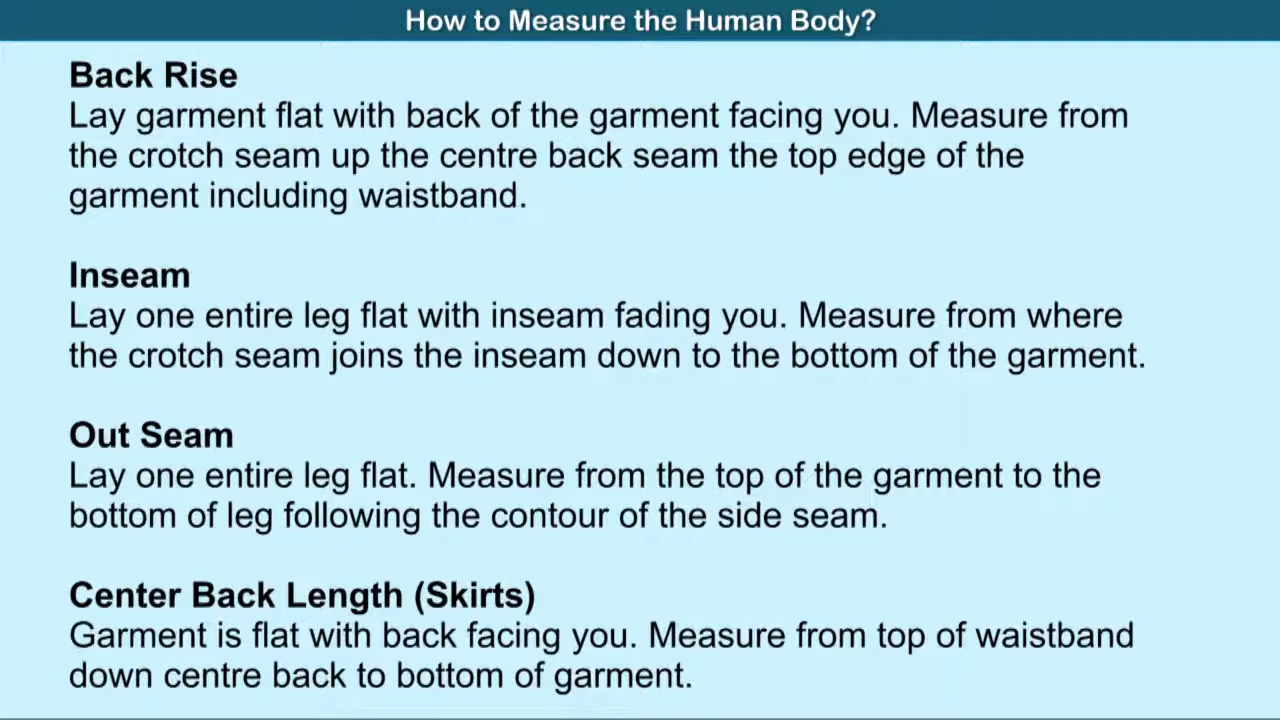 How to Measure the Human Body?
Back Rise
Lay garment flat with back of the garment facing you. Measure from
the crotch seam up the centre back seam the top edge of the
garment including waistband.
Inseam
Lay one entire leg flat with inseam fading you. Measure from where
the crotch seam joins the inseam down to the bottom of the garment.
Out Seam
Lay one entire leg flat. Measure from the top of the garment to the
bottom of leg following the contour of the side seam.
Center Back Length (Skirts)
Garment is flat with back facing you. Measure from top of waistband
down centre back to bottom of garment.